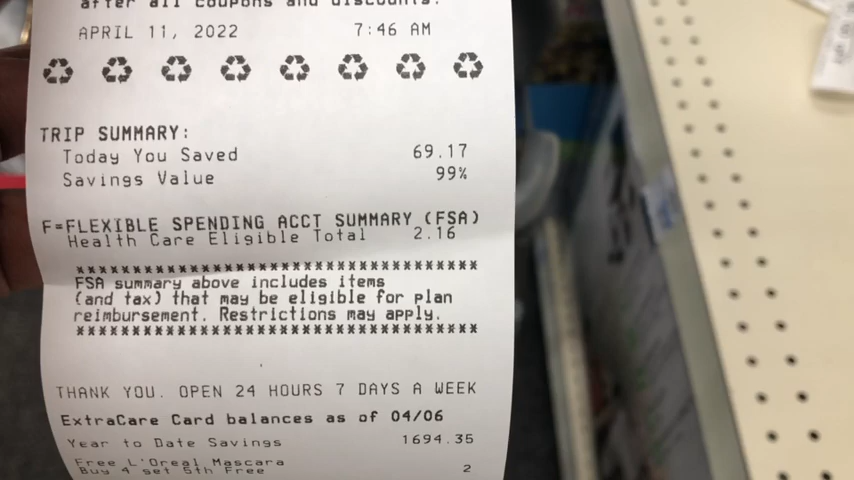 after all coupons and discounts.
APRIL 11, 2022 7:46 AM
TRIP SUMMARY:
Today You Saved 69.17
Savings Value 99%
F=FLEXIBLE SPENDING ACCT SUMMARY (FSA)
Health Care Eligible Total 2.16
****************************************
FSA summary above includes items
(and tax) that may be eligible for plan
reimbursement. Restrictions may apply.
****************************************
THANK YOU. OPEN 24 HOURS 7 DAYS A WEEK
ExtraCare Card balances as of 04/06
Year to Date Savings 1694.35
Free L'Oreal Mascara
Buy 4 get 5th Free 2